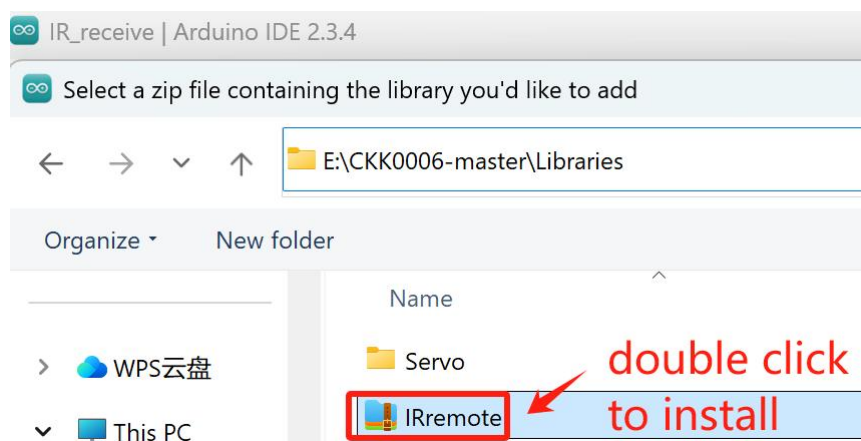 IR_receive | Arduino IDE 2.3.4
Select a zip file containing the library you'd like to add
E:\CKK0006-master\Libraries
Organize New folder
Name
WPS云盘
Servo
double click
This PC
IRremote
to install